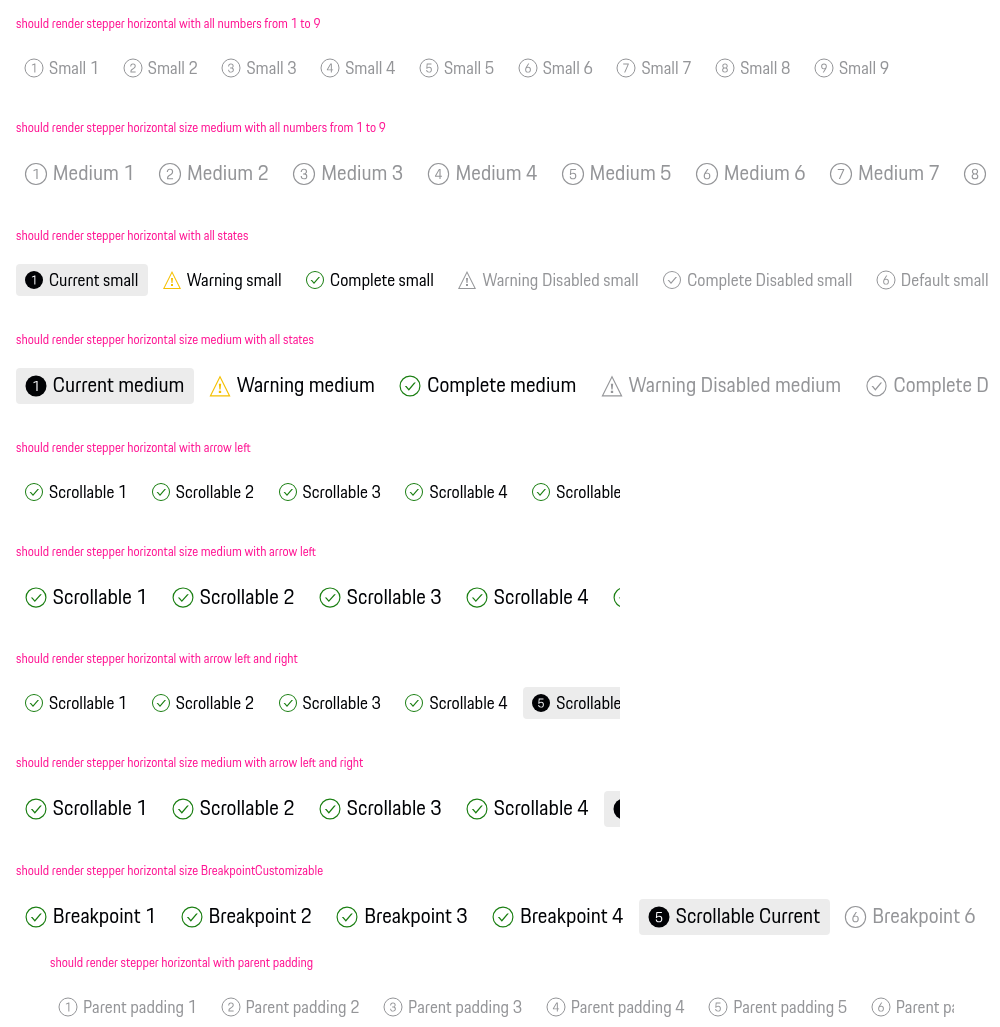 should render stepper horizontal with all numbers from 1 to 9
1 Small 1 2 Small 2 3 Small 3 4 Small 4 5 Small 5 6 Small 6 7 Small 7 8 Small 8 9 Small 9
should render stepper horizontal size medium with all numbers from 1 to 9
1 Medium 1 2 Medium 2 3 Medium 3 4 Medium 4 5 Medium 5 6 Medium 6 7 Medium 7 8
should render stepper horizontal with all states
1 Current small Warning small Complete small Warning Disabled small Complete Disabled small 6 Default small
should render stepper horizontal size medium with all states
1 Current medium Warning medium Complete medium Warning Disabled medium Complete D
should render stepper horizontal with arrow left
Scrollable 1 Scrollable 2 Scrollable 3 Scrollable 4 Scrollable
should render stepper horizontal size medium with arrow left
Scrollable 1 Scrollable 2 Scrollable 3 Scrollable 4
should render stepper horizontal with arrow left and right
Scrollable 1 Scrollable 2 Scrollable 3 Scrollable 4 5 Scrollable
should render stepper horizontal size medium with arrow left and right
Scrollable 1 Scrollable 2 Scrollable 3 Scrollable 4
should render stepper horizontal size BreakpointCustomizable
Breakpoint 1 Breakpoint 2 Breakpoint 3 Breakpoint 4 5 Scrollable Current 6 Breakpoint 6
should render stepper horizontal with parent padding
1 Parent padding 1 2 Parent padding 2 3 Parent padding 3 4 Parent padding 4 5 Parent padding 5 6 Parent pa